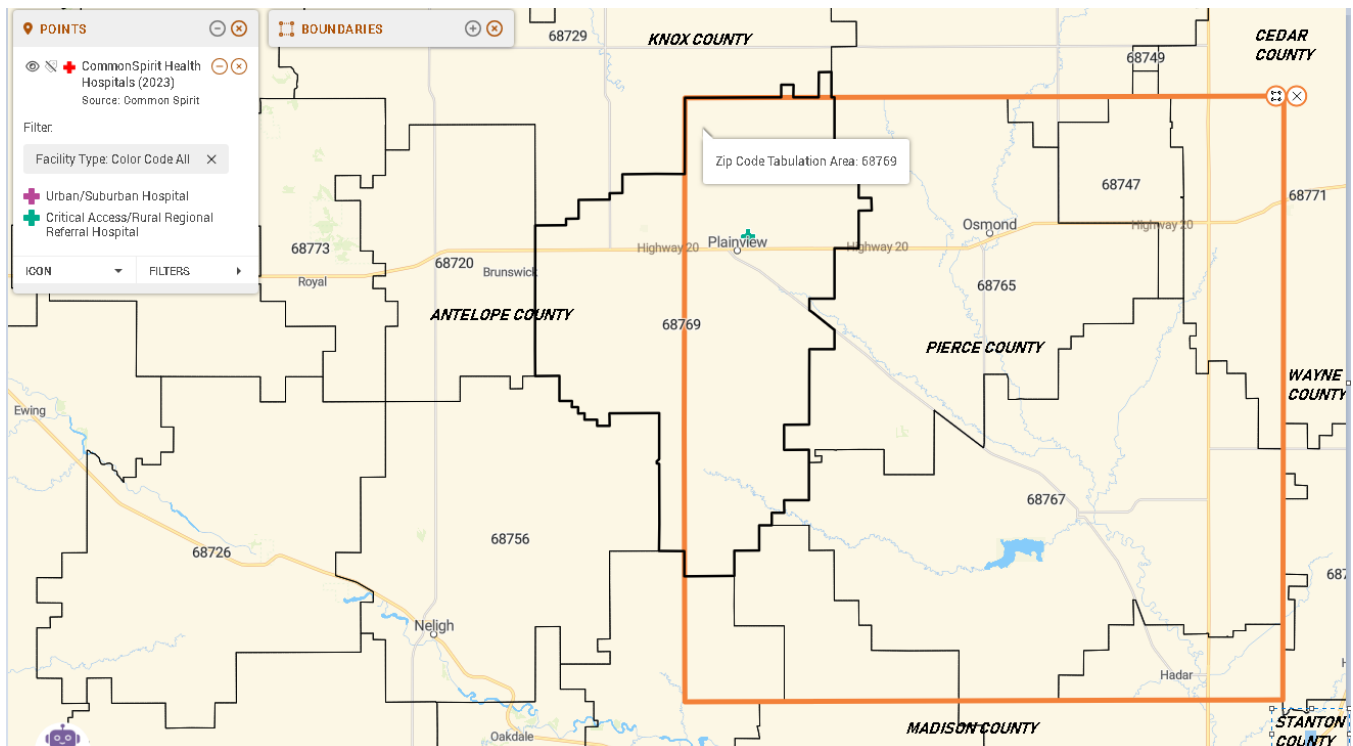 POINTS
CommonSpirit Health
Hospitals (2023)
Source: Common Spirit
Filter:
Facility Type: Color Code All
Urban/Suburban Hospital
Critical Access/Rural Regional
Referral Hospital
ICON
FILTERS
BOUNDARIES
68729
KNOX COUNTY
CEDAR
COUNTY
68749
Zip Code Tabulation Area: 68769
68747
68771
Osmond
Highway 20
Highway 20
Plainview
Highway 20
68773
68720
Brunswick
Royal
68765
ANTELOPE COUNTY
68769
PIERCE COUNTY
WAYNE
COUNTY
Ewing
68767
68726
68756
Neligh
Hadar
Oakdale
MADISON COUNTY
STANTON
COUNTY